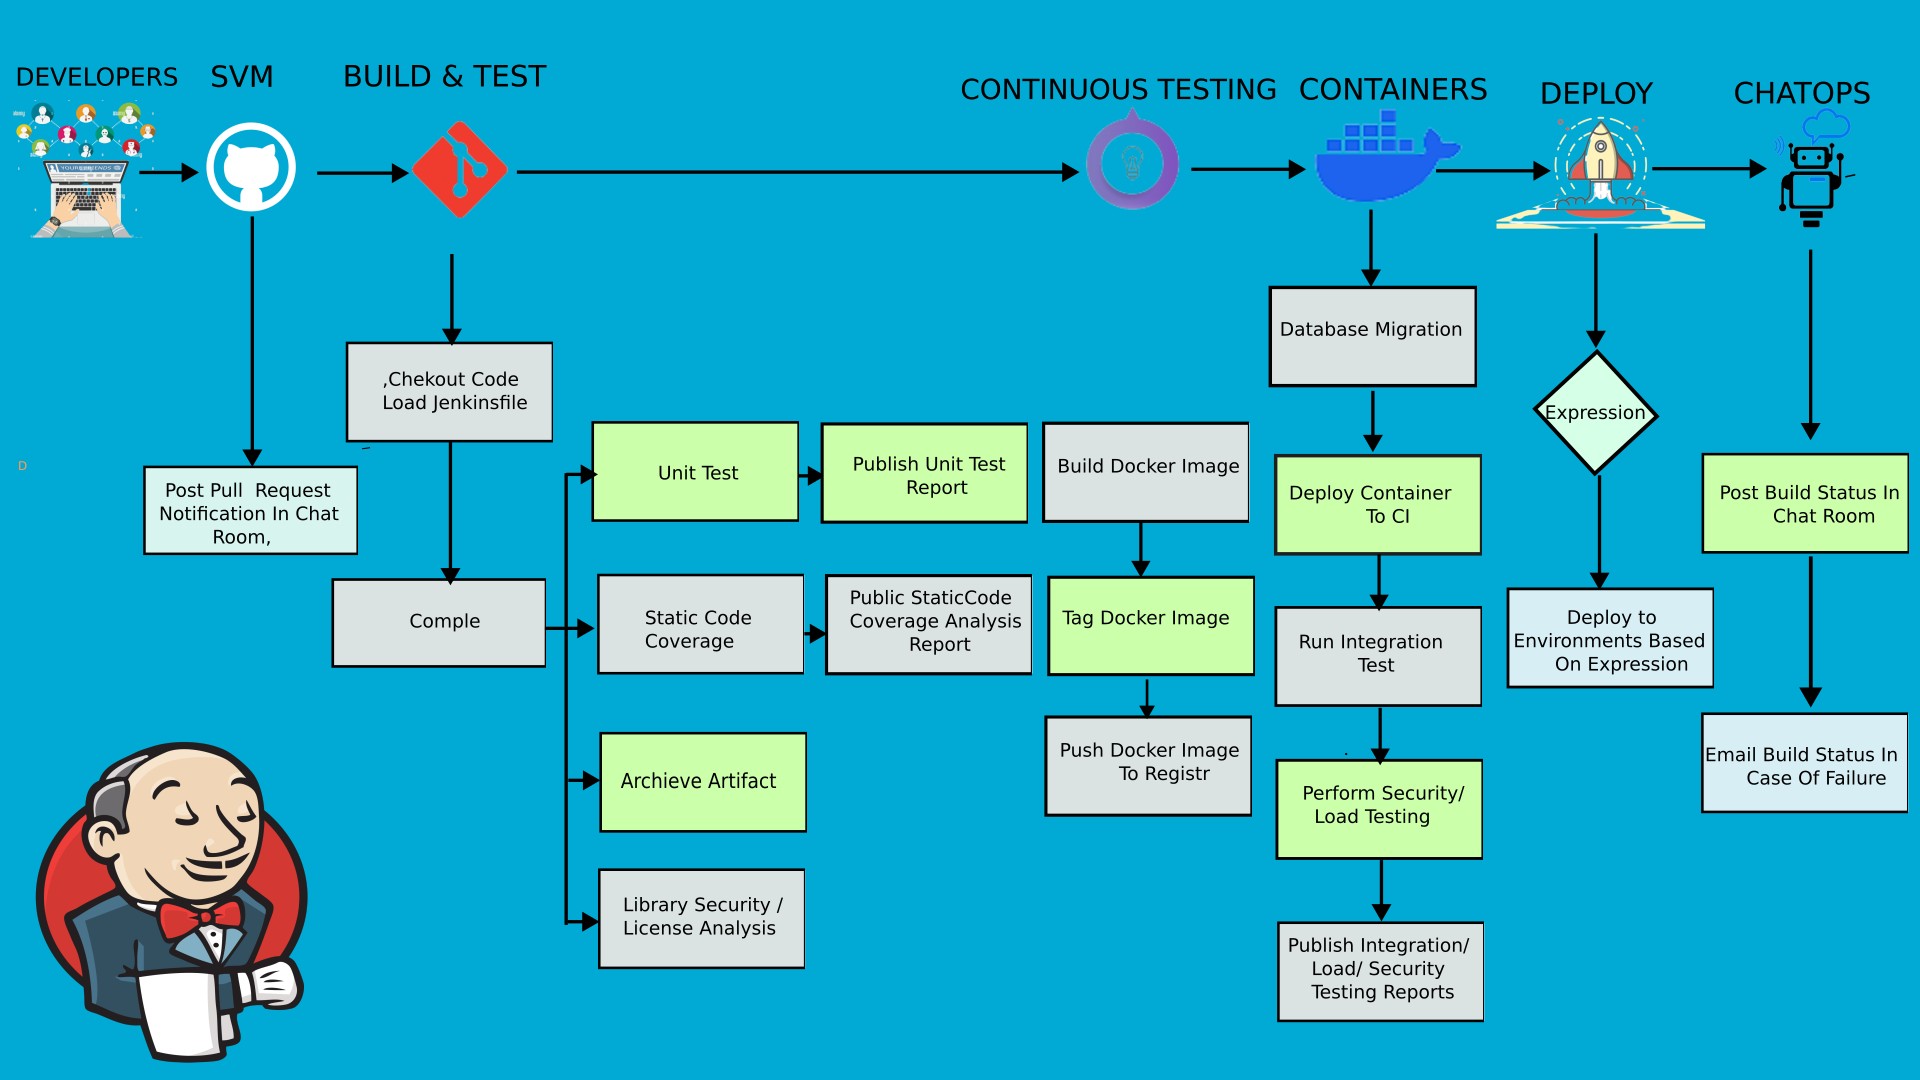 DEVELOPERS
SVM
BUILD & TEST
CONTINUOUS TESTING
CONTAINERS
DEPLOY
CHATOPS
D
Post Pull Request
Notification In Chat
Room,
,Chekout Code
Load Jenkinsfile
Comple
Unit Test
Publish Unit Test
Report
Static Code
Coverage
Public StaticCode
Coverage Analysis
Report
Archieve Artifact
Library Security /
License Analysis
Build Docker Image
Tag Docker Image
Push Docker Image
To Registr
Database Migration
Deploy Container
To CI
Run Integration
Test
Perform Security/
Load Testing
Publish Integration/
Load/ Security
Testing Reports
Expression
Deploy to
Environments Based
On Expression
Post Build Status In
Chat Room
Email Build Status In
Case Of Failure